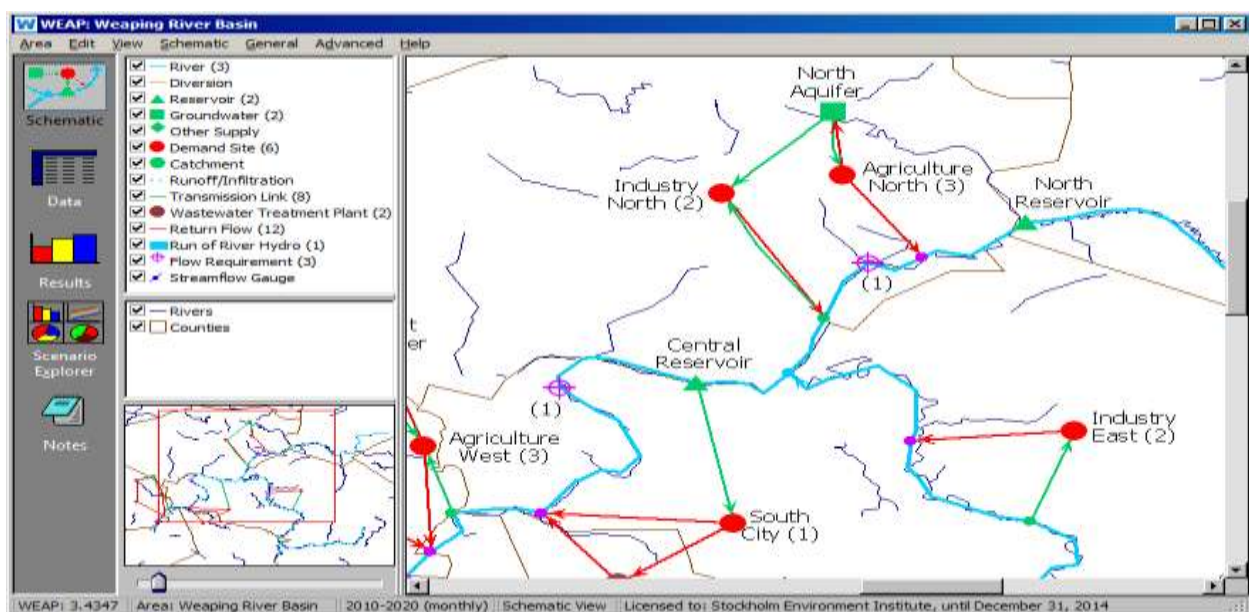 WEAP: Weaping River Basin
Area Edit View Schematic General Advanced Help
Schematic
Data
Results
Scenario
Explorer
Notes
River (3)
Diversion
Reservoir (2)
Groundwater (2)
Other Supply
Demand Site (6)
Catchment
Runoff/Infiltration
Transmission Link (8)
Wastewater Treatment Plant (2)
Return Flow (12)
Run of River Hydro (1)
Flow Requirement (3)
Streamflow Gauge
Rivers
Counties
North
Aquifer
Agriculture
North (3)
Industry
North (2)
North
Reservoir
(1)
Central
Reservoir
(1)
Industry
East (2)
Agriculture
West (3)
South
City (1)
WEAP: 3.4347 Area: Weaping River Basin 2010-2020 (monthly) Schematic View Licensed to: Stockholm Environment Institute, until December 31, 2014